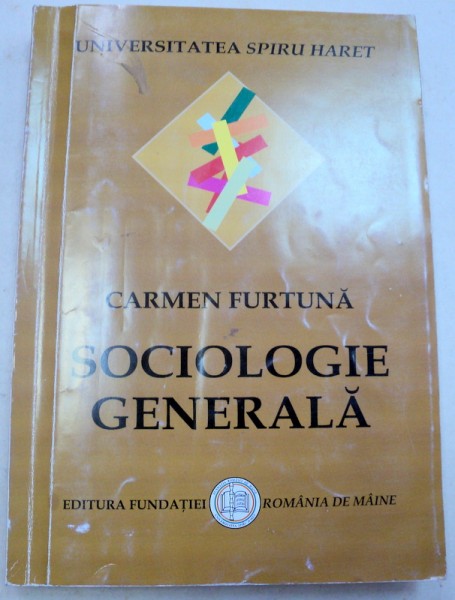 UNIVERSITATEA SPIRU HARET
CARMEN FURTUNĂ
SOCIOLOGIE
GENERALĂ
EDITURA FUNDAȚIEI ROMÂNIA DE MÂINE